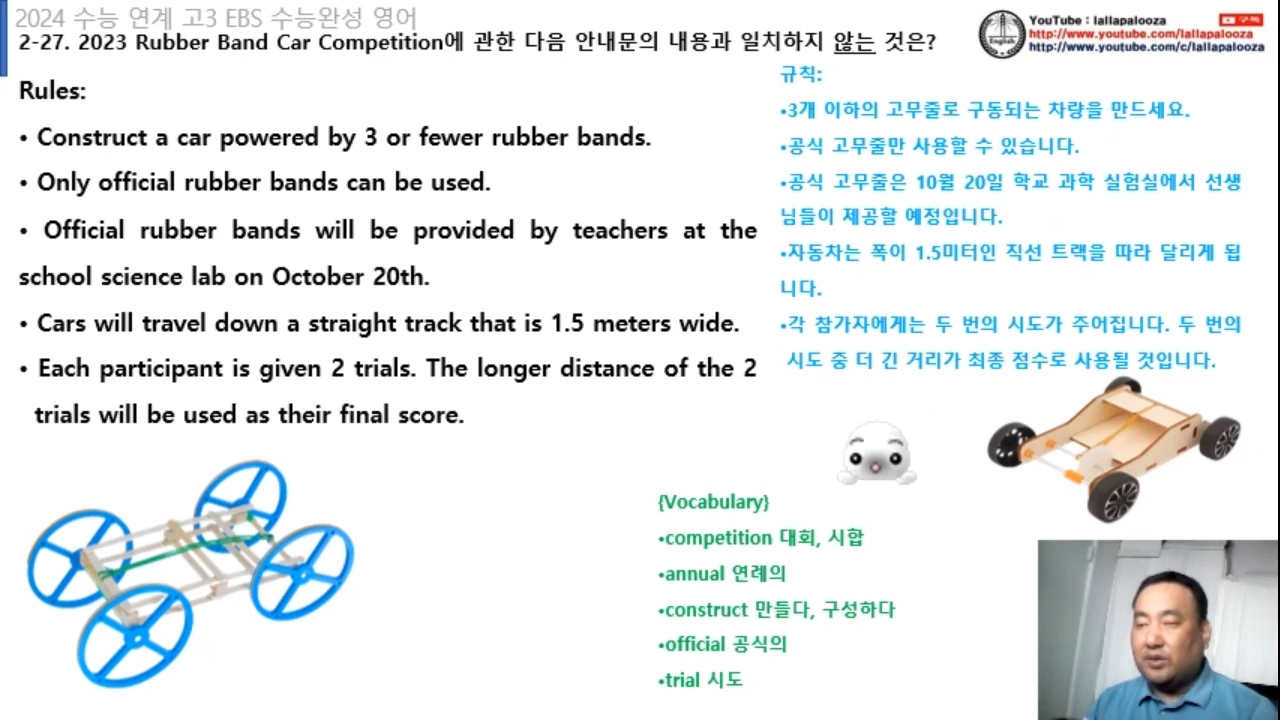 2024 수능 연계 고3 EBS 수능완성 영어
2-27. 2023 Rubber Band Car Competition에 관한 다음 안내문의 내용과 일치하지 않는 것은?
YouTube : lallapalooza
구독
http://www.youtube.com/lallapalooza
http://www.youtube.com/c/lallapalooza
English
Rules:
• Construct a car powered by 3 or fewer rubber bands.
• Only official rubber bands can be used.
• Official rubber bands will be provided by teachers at the
school science lab on October 20th.
• Cars will travel down a straight track that is 1.5 meters wide.
• Each participant is given 2 trials. The longer distance of the 2
trials will be used as their final score.
규칙:
•3개 이하의 고무줄로 구동되는 차량을 만드세요.
•공식 고무줄만 사용할 수 있습니다.
•공식 고무줄은 10월 20일 학교 과학 실험실에서 선생
님들이 제공할 예정입니다.
•자동차는 폭이 1.5미터인 직선 트랙을 따라 달리게 됩
니다.
•각 참가자에게는 두 번의 시도가 주어집니다. 두 번의
시도 중 더 긴 거리가 최종 점수로 사용될 것입니다.
{Vocabulary}
•competition 대회, 시합
•annual 연례의
•construct 만들다, 구성하다
•official 공식의
•trial 시도